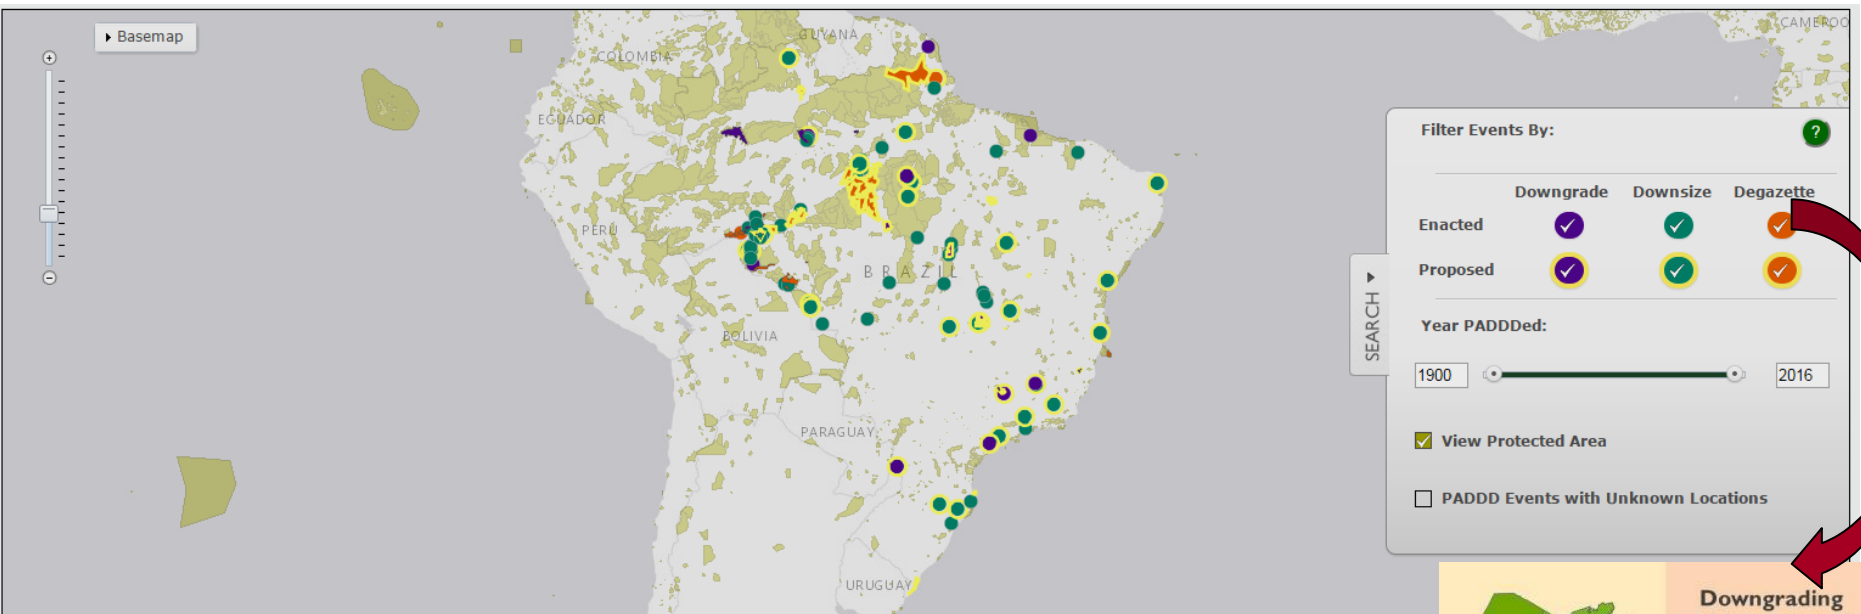 Basemap
GUYANA
COLOMBIA
CAMEROO
ECUADOR
PERU
BRAZIL
BOLIVIA
PARAGUAY
URUGUAY
SEARCH
Filter Events By:
?
Downgrade Downsize Degazette
Enacted
Proposed
Year PADDDed:
1900 2016
View Protected Area
PADDD Events with Unknown Locations
Downgrading